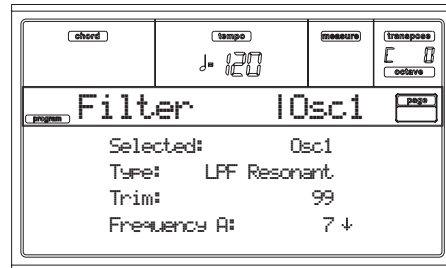 chord tempo measure transpose
♩= 120 C 0
octave
program Filter |Osc1 page
Selected: Osc1
Type: LPF Resonant
Trim: 99
Frequency A: 7 ↓